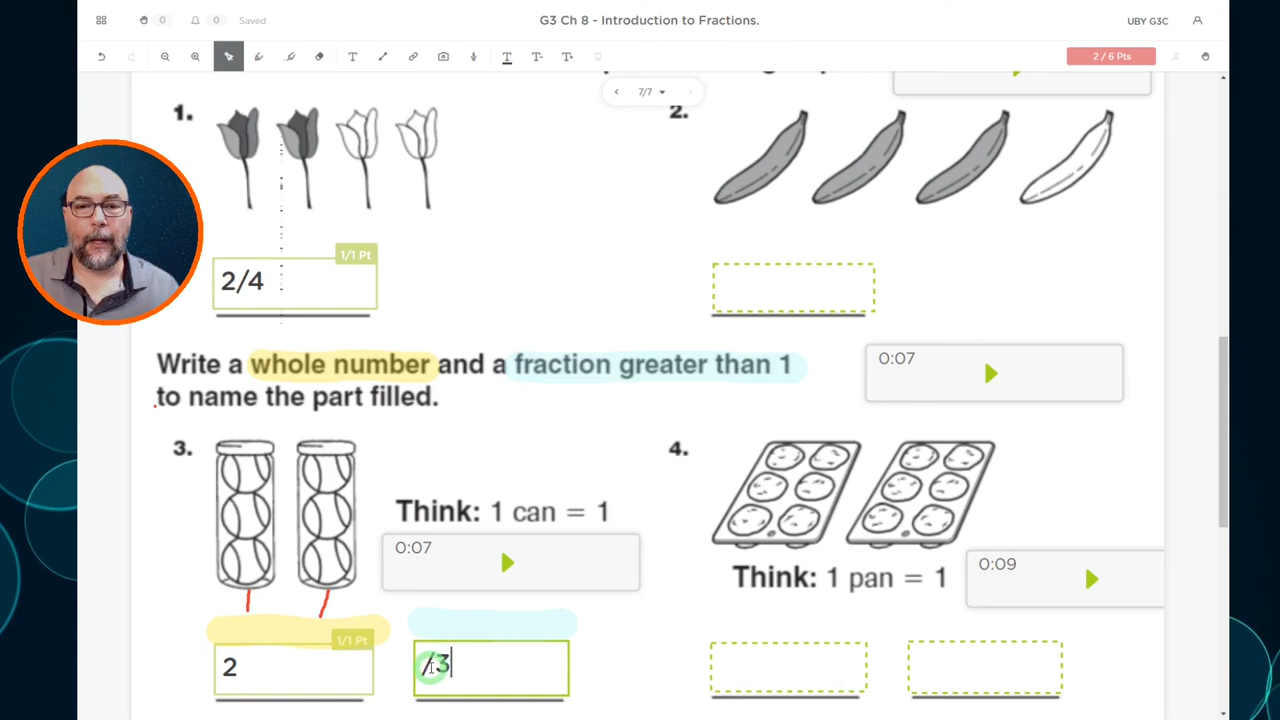 0
0
Saved
G3 Ch 8 - Introduction to Fractions.
UBY G3C
T
T
T-
T+
2 / 6 Pts
7/7
1.
2.
1/1 Pt
2/4
Write a whole number and a fraction greater than 1
to name the part filled.
0:07
3.
4.
Think: 1 can = 1
0:07
Think: 1 pan = 1
0:09
1/1 Pt
2
/3